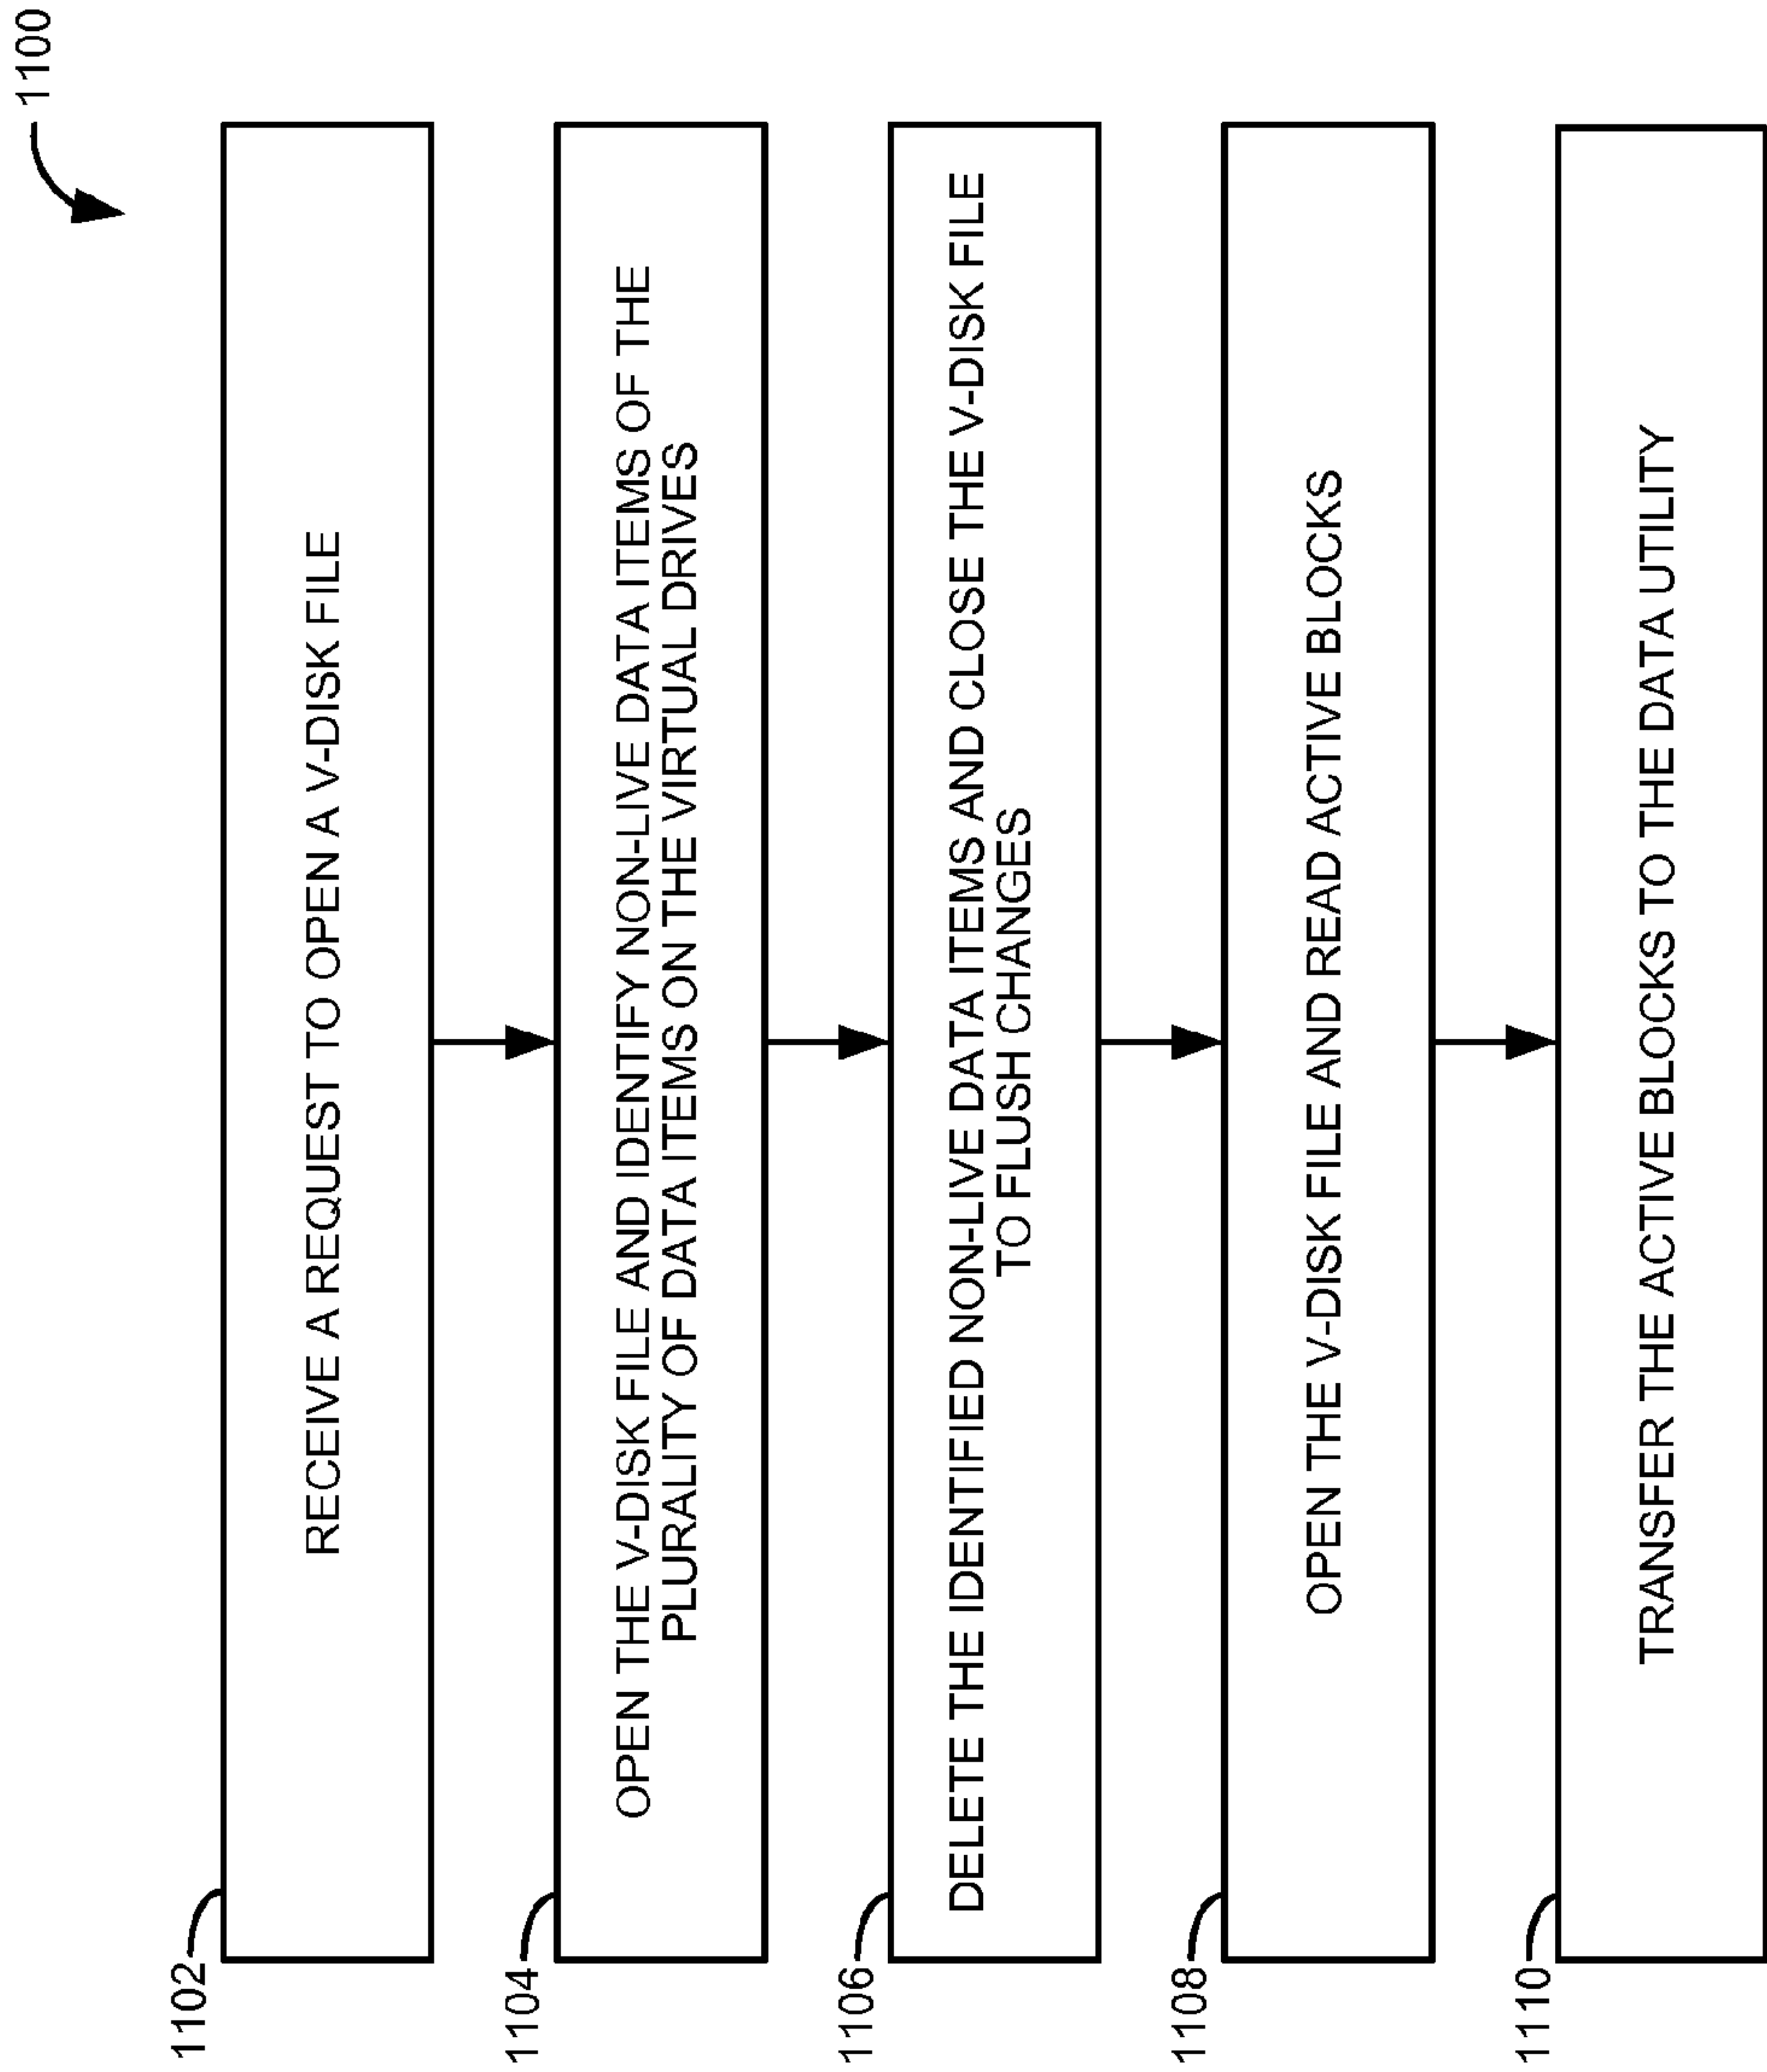 1100
1102
RECEIVE A REQUEST TO OPEN A V-DISK FILE
1104
OPEN THE V-DISK FILE AND IDENTIFY NON-LIVE DATA ITEMS OF THE
PLURALITY OF DATA ITEMS ON THE VIRTUAL DRIVES
1106
DELETE THE IDENTIFIED NON-LIVE DATA ITEMS AND CLOSE THE V-DISK FILE
TO FLUSH CHANGES
1108
OPEN THE V-DISK FILE AND READ ACTIVE BLOCKS
1110
TRANSFER THE ACTIVE BLOCKS TO THE DATA UTILITY